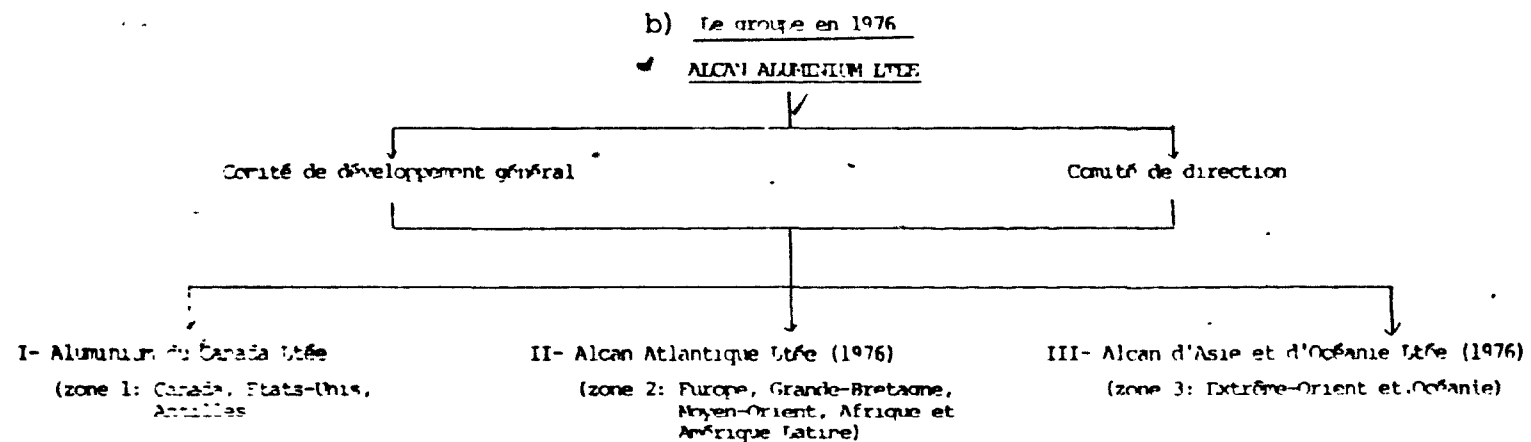 b) Le groupe en 1976
ALCAN ALUMINIUM LTEE
Comité de développement général
Comité de direction
I- Aluminium du Canada Ltée
(zone 1: Canada, Etats-Unis,
Antilles
II- Alcan Atlantique Ltée (1976)
(zone 2: Europe, Grande-Bretagne,
Moyen-Orient, Afrique et
Amérique Latine)
III- Alcan d'Asie et d'Océanie Ltée (1976)
(zone 3: Extrême-Orient et Océanie)